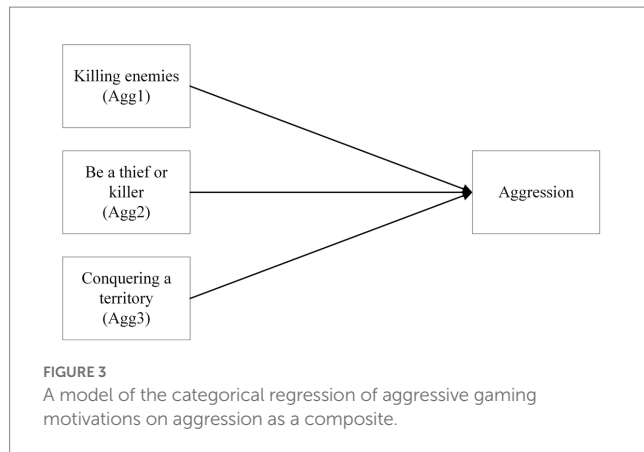 Killing enemies
(Agg1)
Be a thief or
killer
(Agg2)
Aggression
Conquering a
territory
(Agg3)
FIGURE 3
A model of the categorical regression of aggressive gaming
motivations on aggression as a composite.